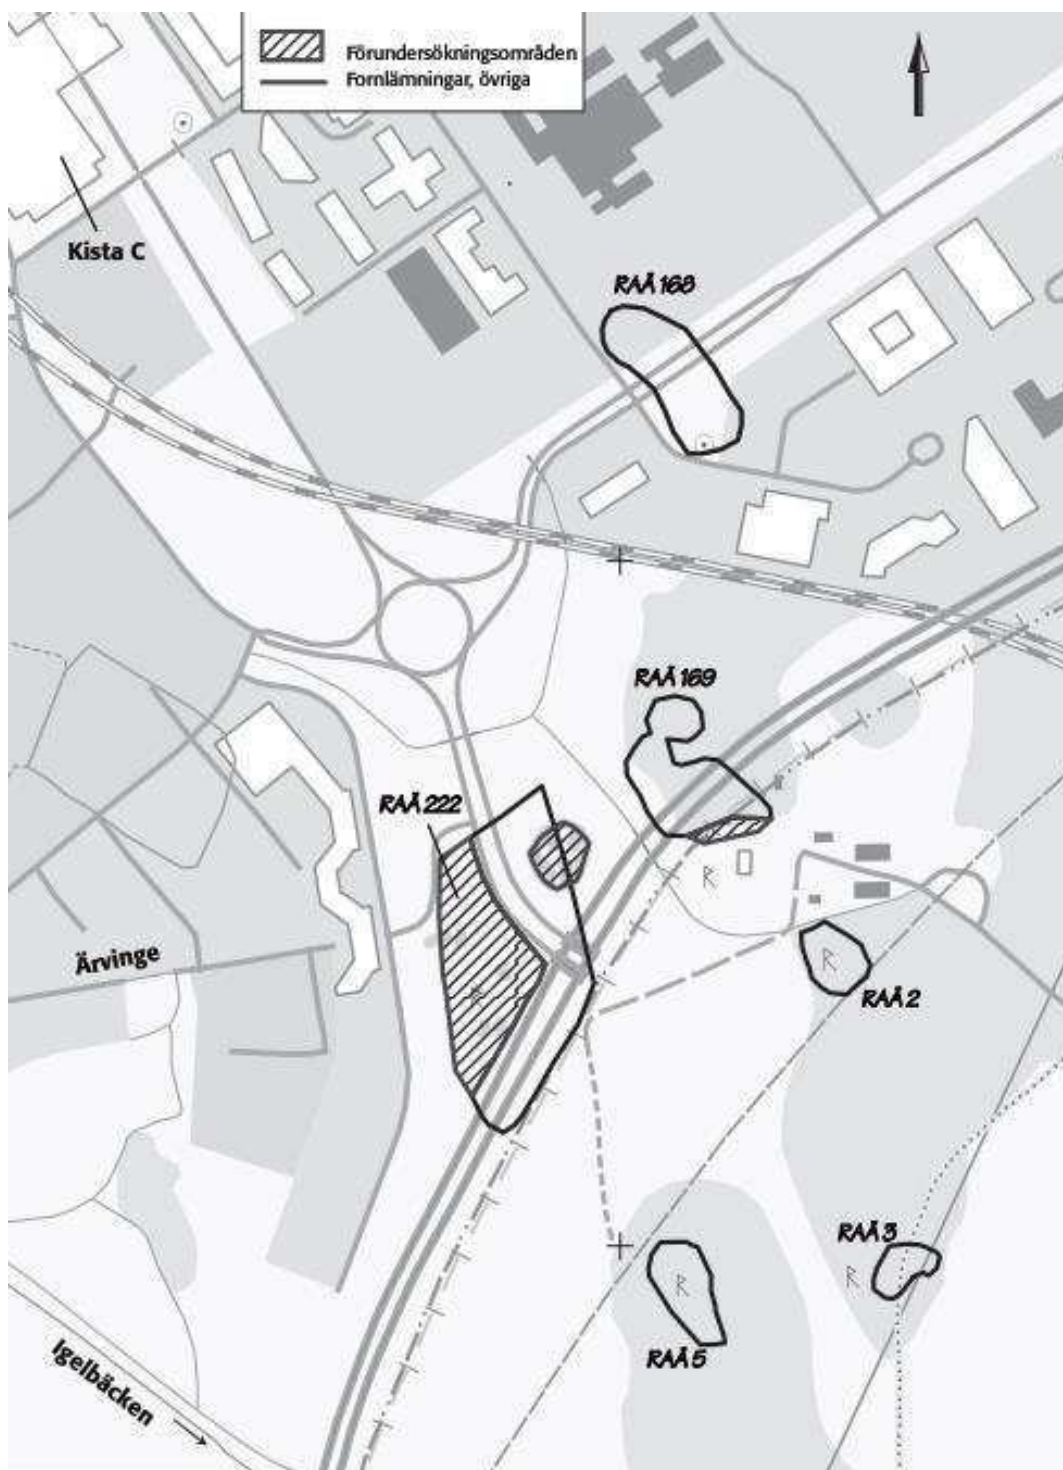 Förundersökningsområden
Fornlämningar, övriga
Kista C
RAÄ 168
RAÄ 169
RAÄ 222
Ärvinge
RAÄ 2
RAÄ 3
RAÄ 5
Igelbäcken